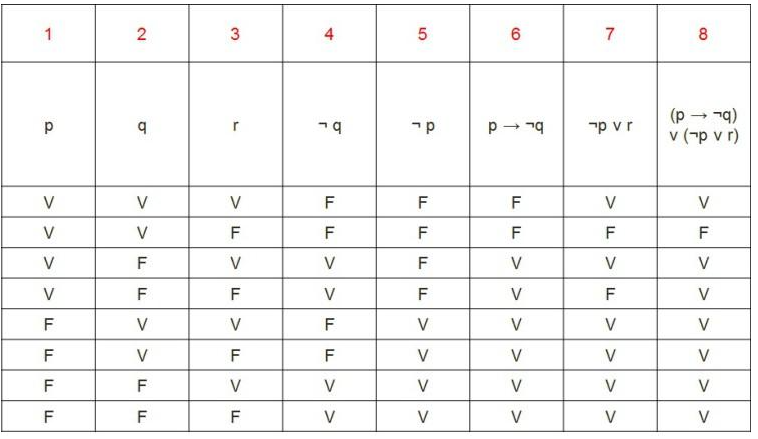 1 2 3 4 5 6 7 8
p q r ¬ q ¬ p p → ¬q ¬p v r (p → ¬q)
v (¬p v r)
V V V F F F V V
V V F F F F F F
V F V V F V V V
V F F V F V F V
F V V F V V V V
F V F F V V V V
F F V V V V V V
F F F V V V V V